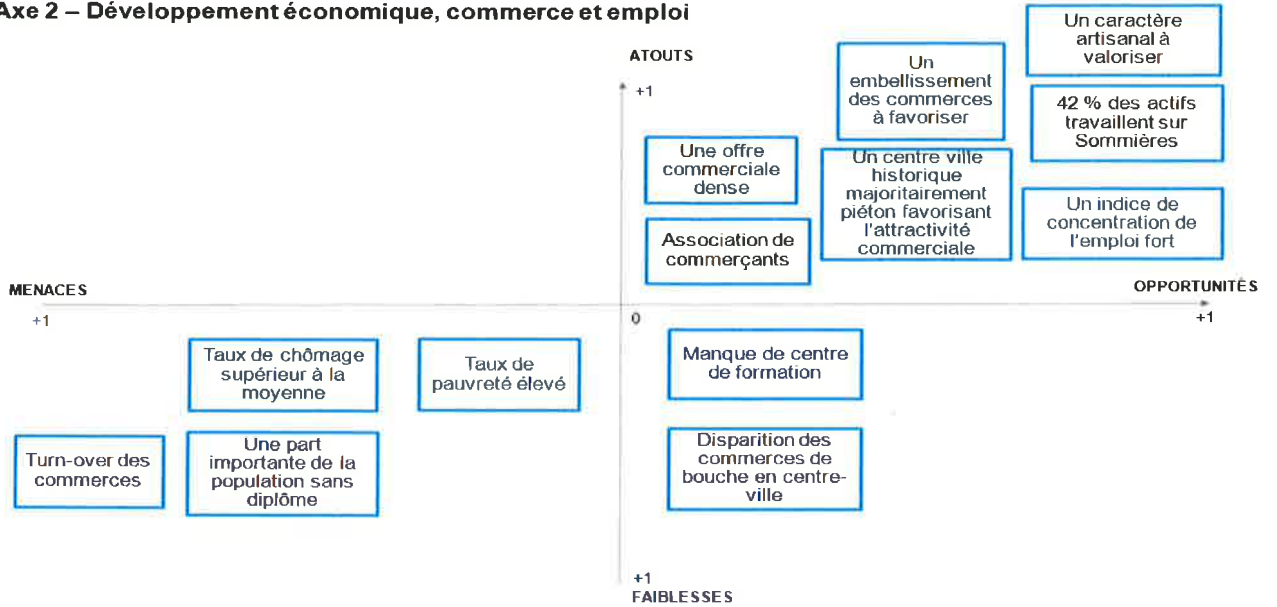 Axe 2 – Développement économique, commerce et emploi
ATOUTS
+1
Un caractère
artisanal à
valoriser
Un
embellissement
des commerces
à favoriser
42 % des actifs
travaillent sur
Sommières
Une offre
commerciale
dense
Un centre ville
historique
majoritairement
piéton favorisant
l'attractivité
commerciale
Un indice de
concentration de
l'emploi fort
Association de
commerçants
MENACES
+1
0
OPPORTUNITÉS
+1
Taux de chômage
supérieur à la
moyenne
Taux de
pauvreté élevé
Manque de centre
de formation
Turn-over des
commerces
Une part
importante de la
population sans
diplôme
Disparition des
commerces de
bouche en centre-
ville
+1
FAIBLESSES